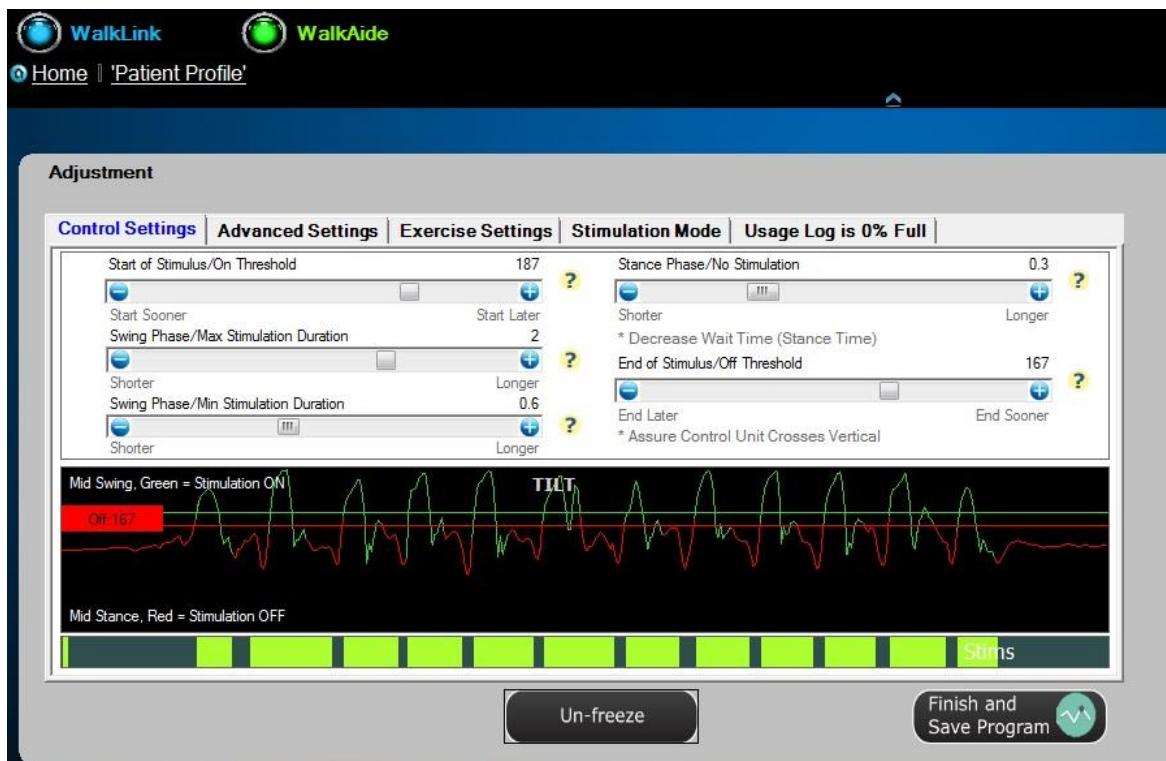 WalkLink WalkAide
Home 'Patient Profile'
Adjustment
Control Settings Advanced Settings Exercise Settings Stimulation Mode Usage Log is 0% Full
Start of Stimulus/On Threshold 187 ?
Start Sooner Start Later
Swing Phase/Max Stimulation Duration 2 ?
Shorter Longer
Swing Phase/Min Stimulation Duration 0.6 ?
Shorter Longer
Stance Phase/No Stimulation 0.3 ?
Shorter Longer
* Decrease Wait Time (Stance Time)
End of Stimulus/Off Threshold 167 ?
End Later End Sooner
* Assure Control Unit Crosses Vertical
Mid Swing, Green = Stimulation ON TILT
Off:167
Mid Stance, Red = Stimulation OFF
Stims
Un-freeze
Finish and
Save Program